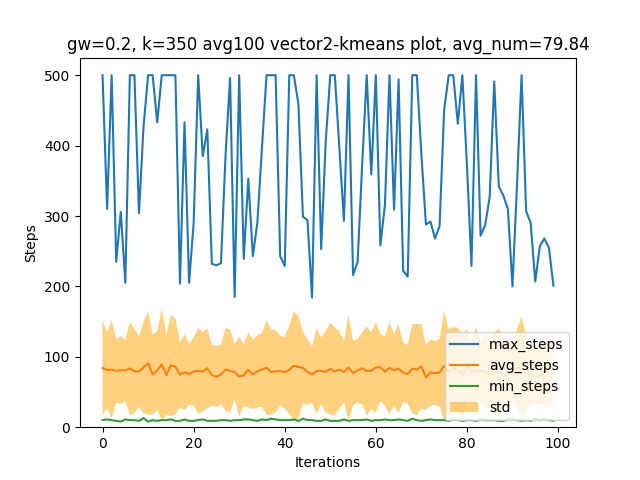 gw=0.2, k=350 avg100 vector2-kmeans plot, avg_num=79.84
500
400
300
200
100
0
Steps
max_steps
avg_steps
min_steps
std
0
20
40
60
80
100
Iterations